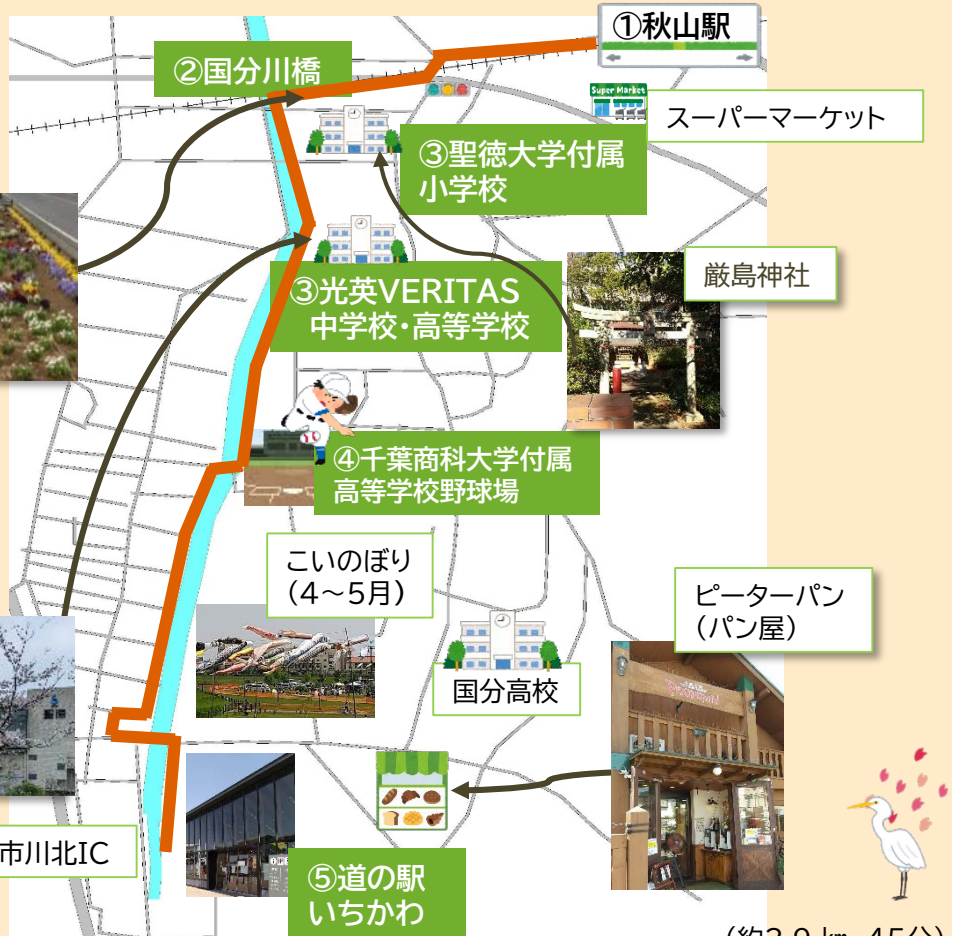 ①秋山駅
②国分川橋
Super Market
スーパーマーケット
③聖徳大学付属
小学校
厳島神社
③光英VERITAS
中学校・高等学校
④千葉商科大学付属
高等学校野球場
こいのぼり
(4～5月)
ピーターパン
(パン屋)
国分高校
市川北IC
⑤道の駅
いちかわ